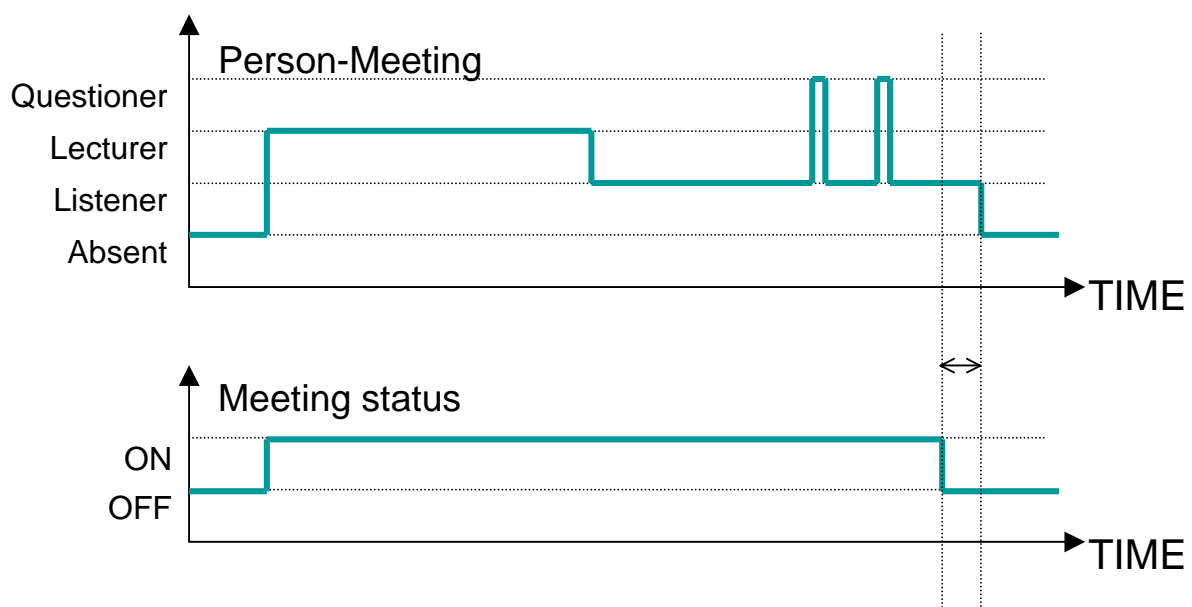 Person-Meeting
Questioner
Lecturer
Listener
Absent
TIME
Meeting status
ON
OFF
TIME